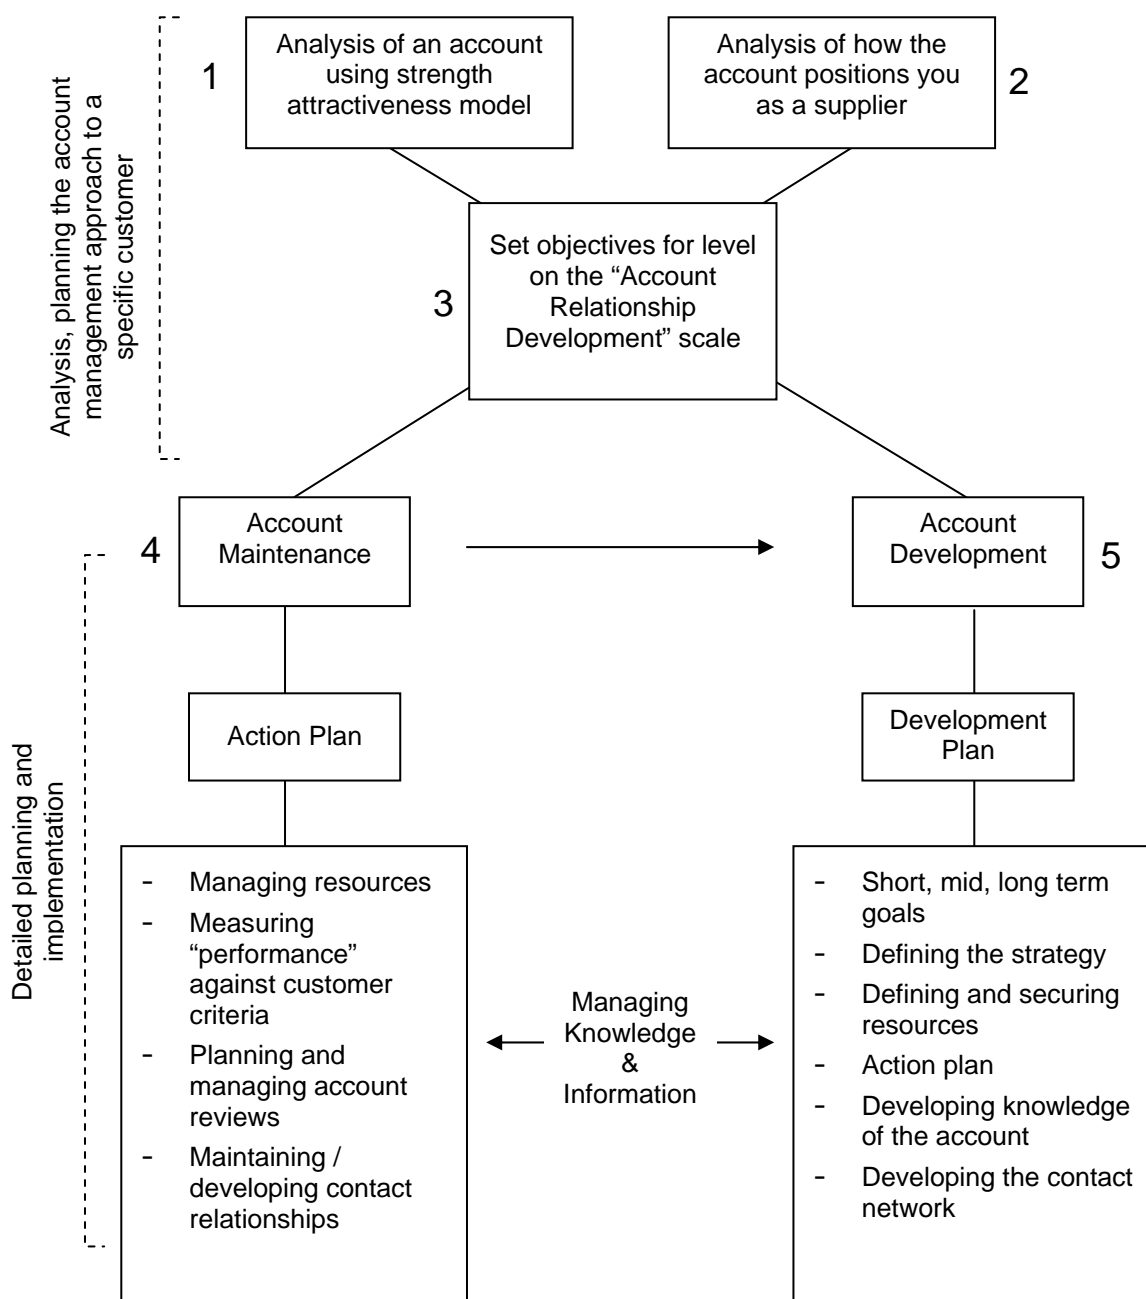 1
Analysis of an account
using strength
attractiveness model
Analysis of how the
account positions you
as a supplier
2
Analysis, planning the account
management approach to a
specific customer
3
Set objectives for level
on the “Account
Relationship
Development” scale
4
Account
Maintenance
Account
Development
5
Action Plan
Development
Plan
Detailed planning and
implementation
- Managing resources
- Measuring
“performance”
against customer
criteria
- Planning and
managing account
reviews
- Maintaining /
developing contact
relationships
Managing
Knowledge
&
Information
- Short, mid, long term
goals
- Defining the strategy
- Defining and securing
resources
- Action plan
- Developing knowledge
of the account
- Developing the contact
network